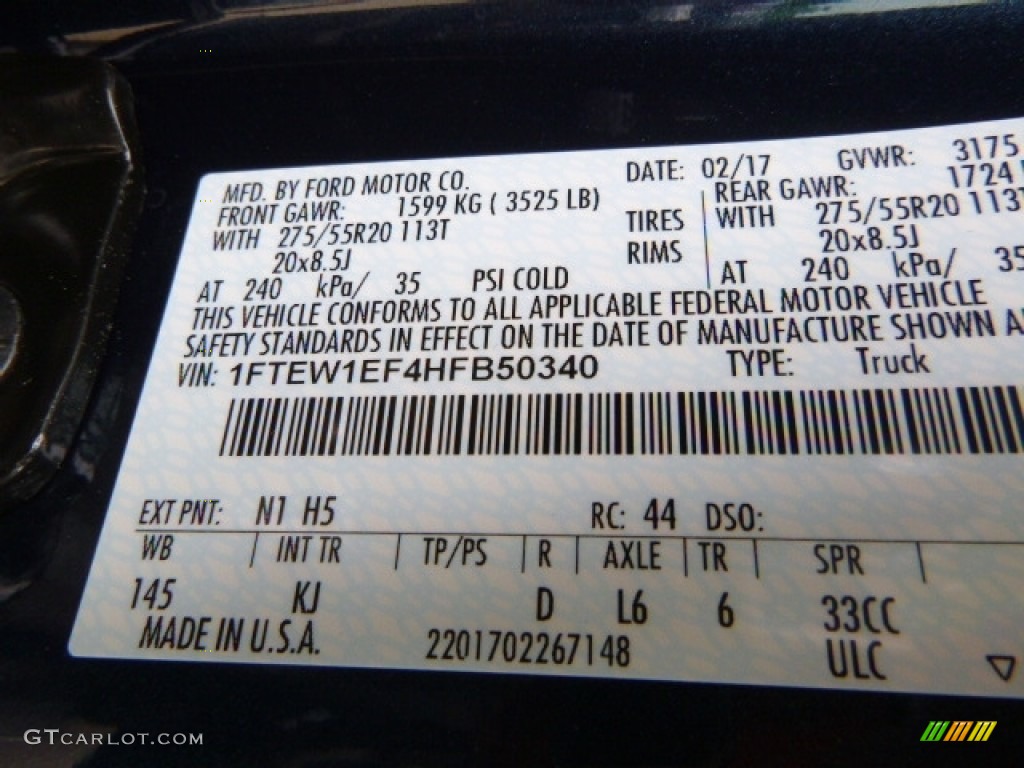 MFD. BY FORD MOTOR CO. DATE: 02/17 GVWR: 3175
FRONT GAWR: 1599 KG ( 3525 LB) REAR GAWR: 1724
WITH 275/55R20 113T TIRES WITH 275/55R20 113T
20x8.5J RIMS 20x8.5J
AT 240 kPa/ 35 PSI COLD AT 240 kPa/ 35
THIS VEHICLE CONFORMS TO ALL APPLICABLE FEDERAL MOTOR VEHICLE
SAFETY STANDARDS IN EFFECT ON THE DATE OF MANUFACTURE SHOWN A
VIN: 1FTEW1EF4HFB50340 TYPE: Truck
EXT PNT: N1 H5 RC: 44 DSO:
WB INT TR TP/PS R AXLE TR SPR
145 KJ D L6 6 33CC
MADE IN U.S.A. 2201702267148 ULC
GTCARLOT.COM